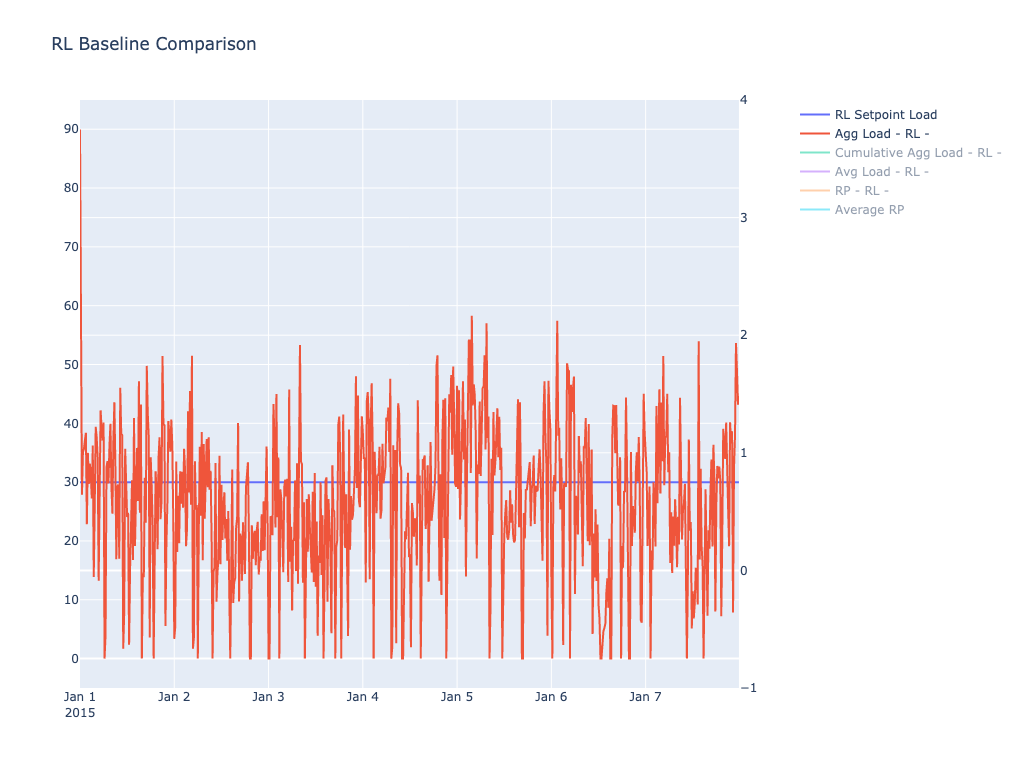 RL Baseline Comparison
90
80
70
60
50
40
30
20
10
0
4
3
2
1
0
−1
Jan 1
2015
Jan 2
Jan 3
Jan 4
Jan 5
Jan 6
Jan 7
RL Setpoint Load
Agg Load - RL -
Cumulative Agg Load - RL -
Avg Load - RL -
RP - RL -
Average RP